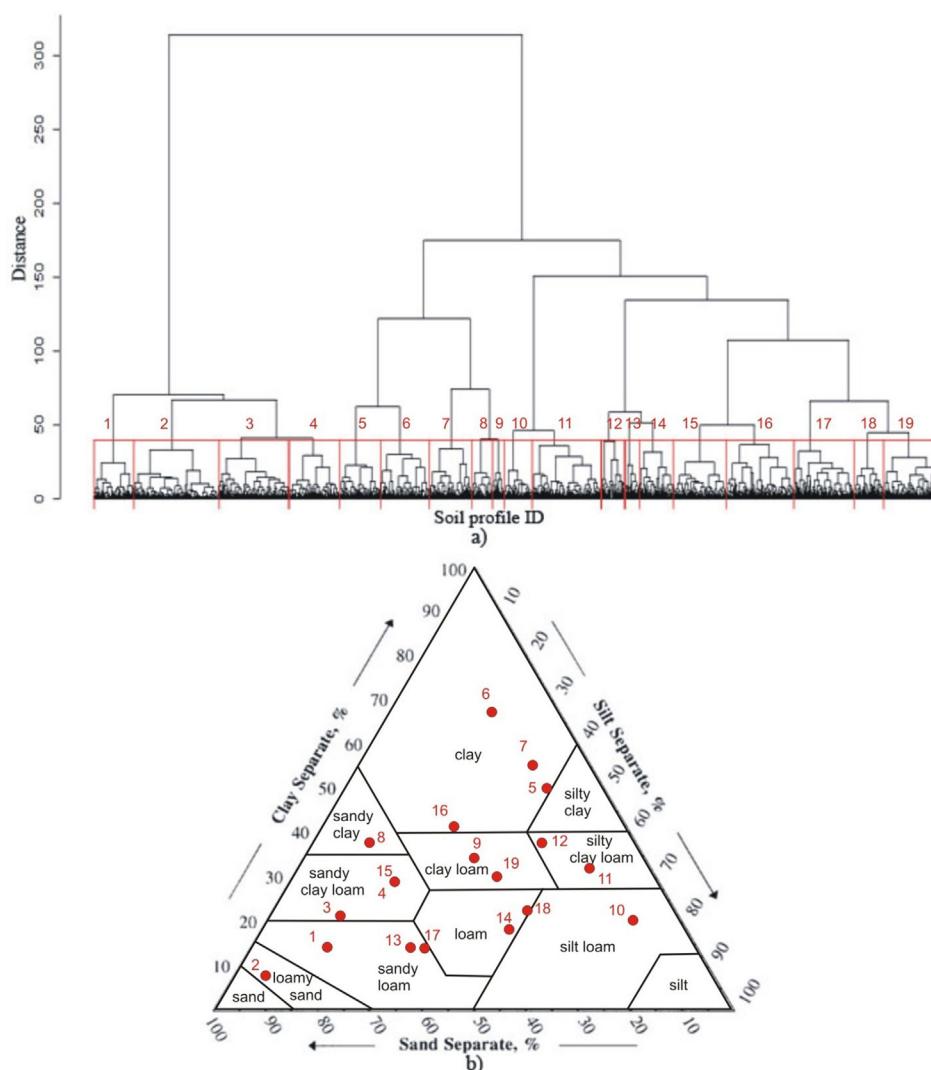 300
250
200
150
100
50
0
Distance
1 2 3 4 5 6 7 8 9 10 11 12 13 14 15 16 17 18 19
Soil profile ID
a)
100
90 10
80 20
70 30
60 40
50 50
40 60
30 70
20 80
10 90
100
Clay Separate, %
Silt Separate, %
6
clay
7
5
silty
clay
sandy
clay 8
16
9
clay loam
19
12
silty
clay loam
11
sandy
clay loam
15
4
3
1
13
17
sandy
loam
loam
14
18
10
silt loam
2
loamy
sand
sand
silt
100 90 80 70 60 50 40 30 20 10
Sand Separate, %
b)